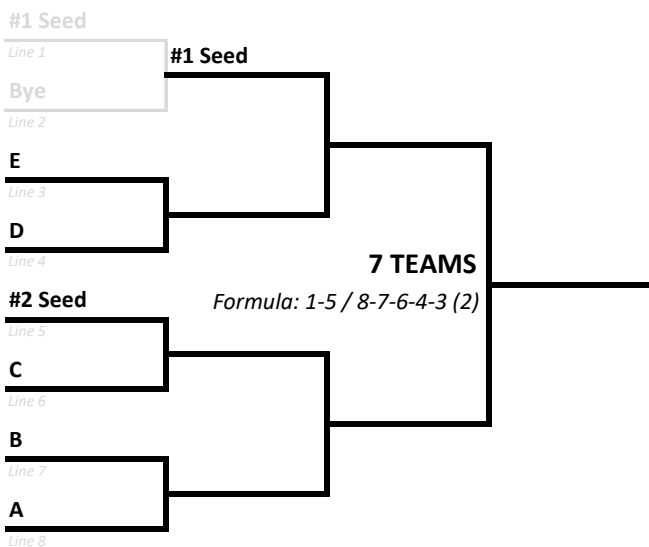 #1 Seed
Line 1
#1 Seed
Bye
Line 2
E
Line 3
D
Line 4
7 TEAMS
#2 Seed
Formula: 1-5 / 8-7-6-4-3 (2)
Line 5
C
Line 6
B
Line 7
A
Line 8